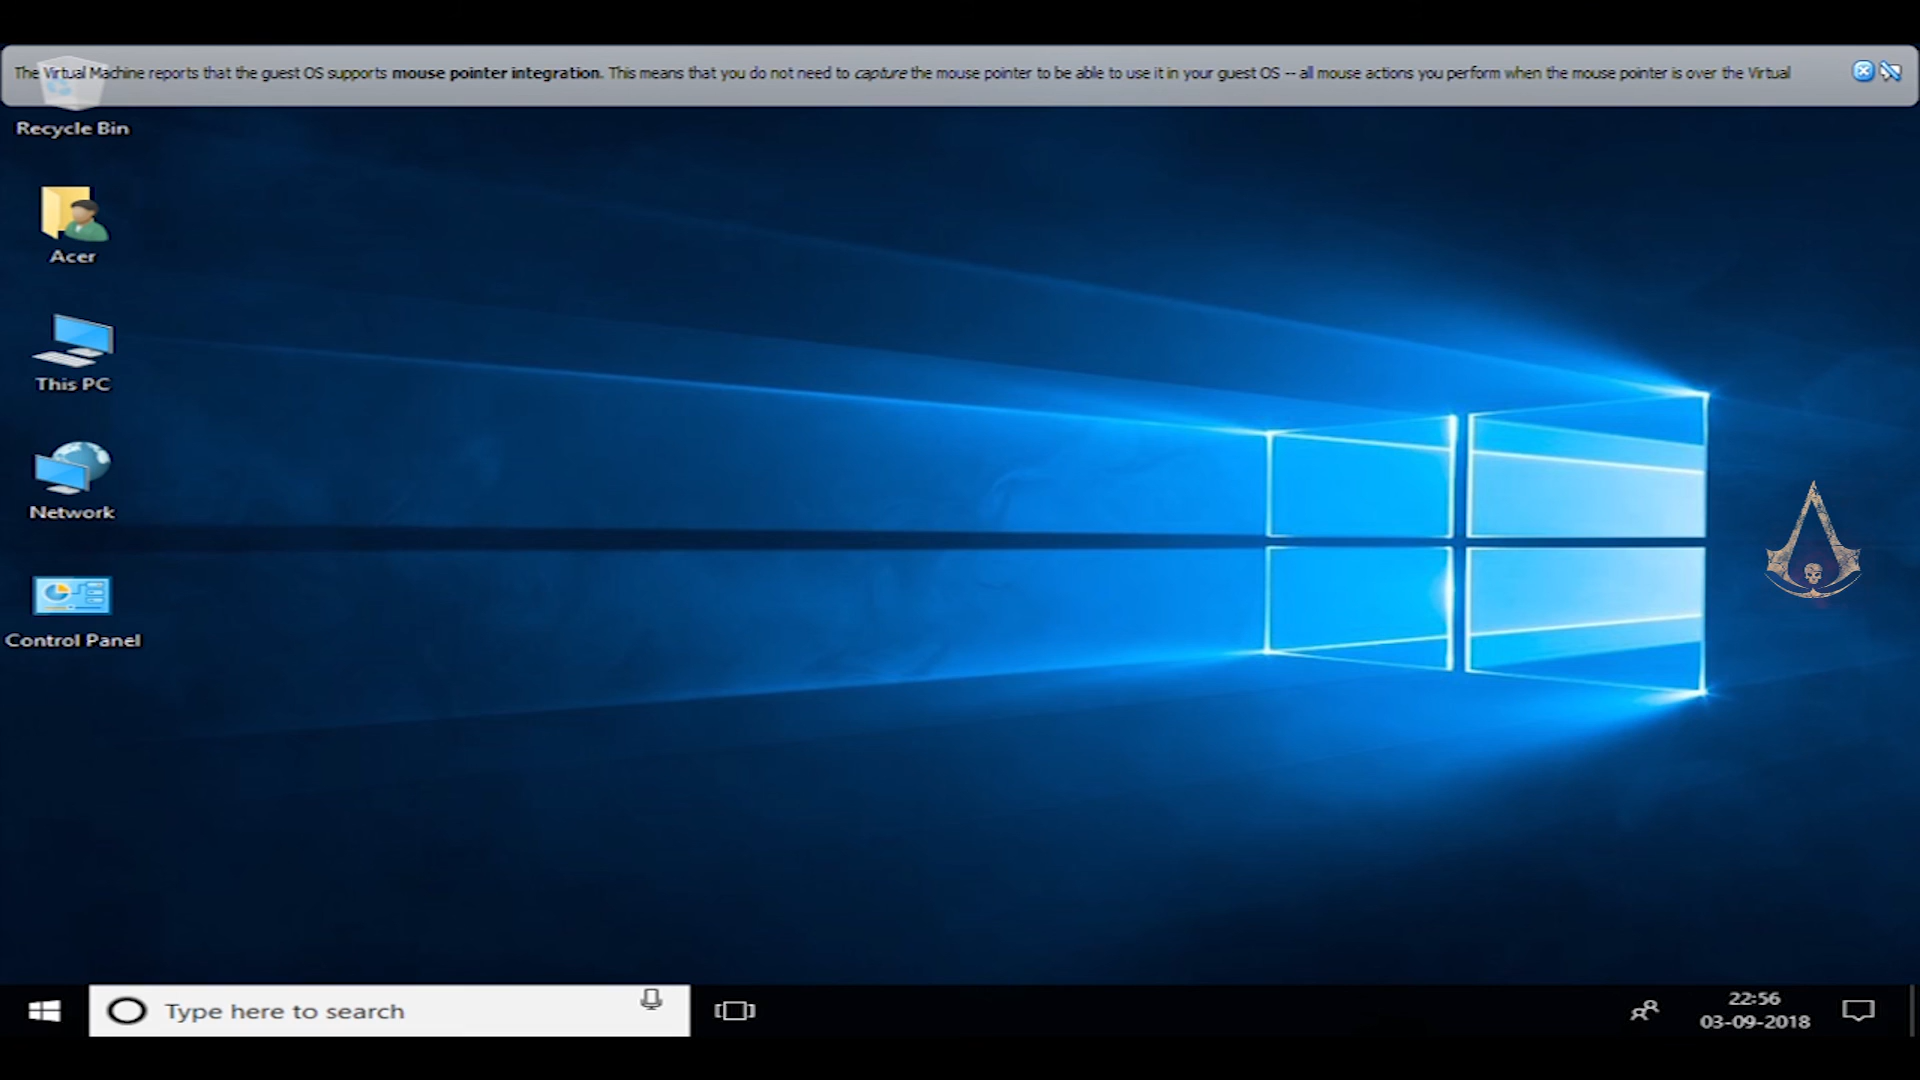 The Virtual Machine reports that the guest OS supports mouse pointer integration. This means that you do not need to capture the mouse pointer to be able to use it in your guest OS -- all mouse actions you perform when the mouse pointer is over the Virtual
Recycle Bin
Acer
This PC
Network
Control Panel
Type here to search
22:56
03-09-2018